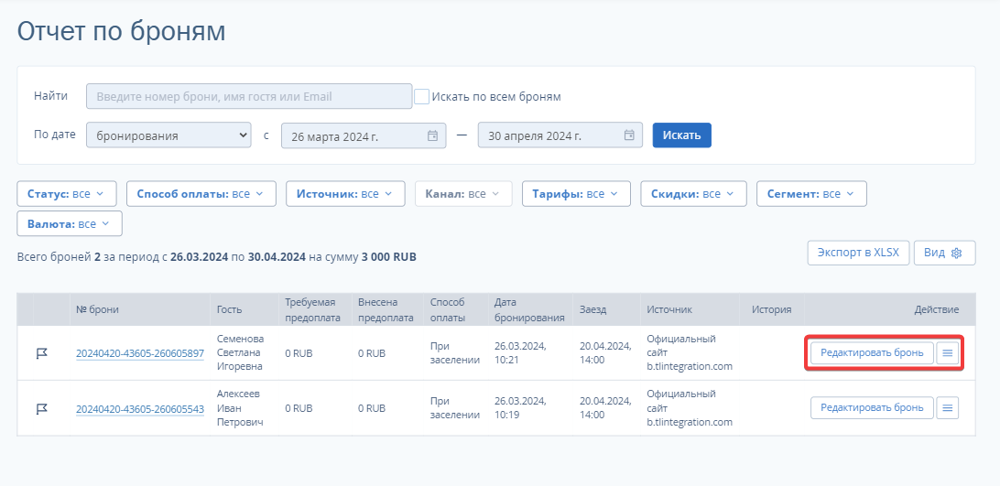 Отчет по броням
Найти Введите номер брони, имя гостя или Email Искать по всем броням
По дате бронирования с 26 марта 2024 г. — 30 апреля 2024 г. Искать
Статус: все Способ оплаты: все Источник: все Канал: все Тарифы: все Скидки: все Сегмент: все
Валюта: все
Всего броней 2 за период с 26.03.2024 по 30.04.2024 на сумму 3 000 RUB
Экспорт в XLSX Вид
№ брони Гость Требуемая предоплата Внесена предоплата Способ оплаты Дата бронирования Заезд Источник История Действие
20240420-43605-260605897 Семенова Светлана Игоревна 0 RUB 0 RUB При заселении 26.03.2024, 10:21 20.04.2024, 14:00 Официальный сайт b.tlintegration.com Редактировать бронь
20240420-43605-260605543 Алексеев Иван Петрович 0 RUB 0 RUB При заселении 26.03.2024, 10:19 20.04.2024, 14:00 Официальный сайт b.tlintegration.com Редактировать бронь